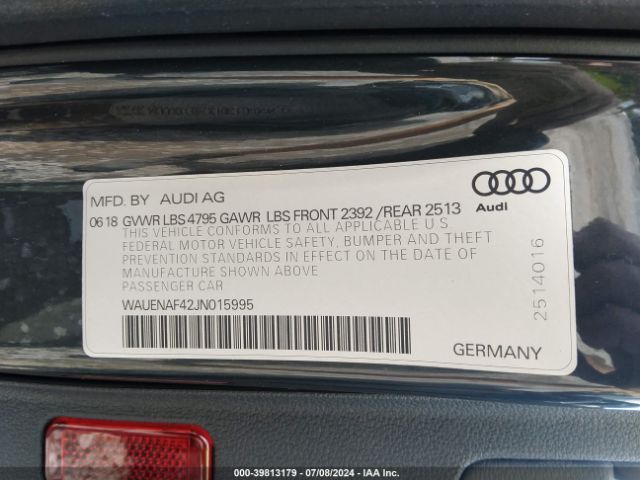 MFD. BY AUDI AG
06 18 GVWR LBS 4795 GAWR LBS FRONT 2392 /REAR 2513
THIS VEHICLE CONFORMS TO ALL APPLICABLE U.S
FEDERAL MOTOR VEHICLE SAFETY, BUMPER AND THEFT
PREVENTION STANDARDS IN EFFECT ON THE DATE OF
MANUFACTURE SHOWN ABOVE
PASSENGER CAR
WAUENAF42JN015995
Audi
2514016
GERMANY
000-39813179 | 07/08/2024 | IAA Inc.